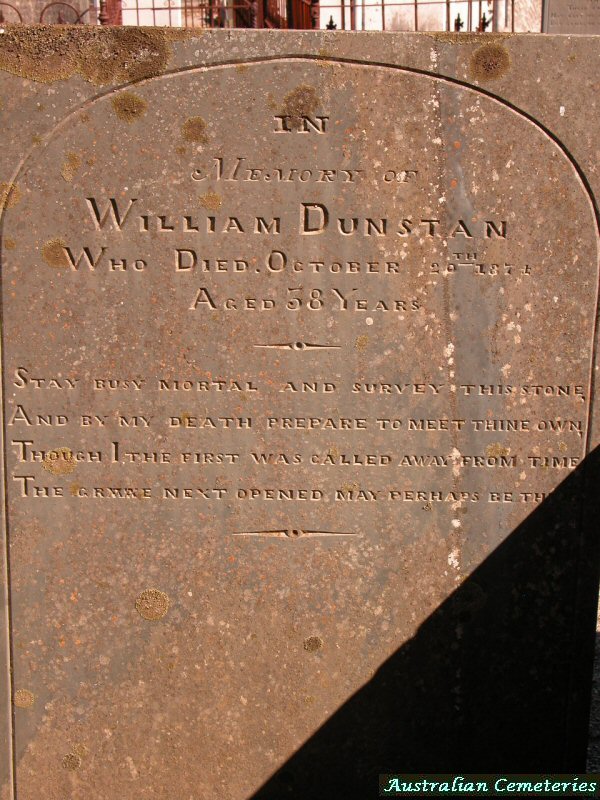 IN
MEMORY OF
WILLIAM DUNSTAN
WHO DIED, OCTOBER 20TH 1874
AGED 38 YEARS
STAY BUSY MORTAL AND SURVEY THIS STONE,
AND BY MY DEATH PREPARE TO MEET THINE OWN,
THOUGH I, THE FIRST WAS CALLED AWAY FROM TIME
THE NEXT OPENED, MAY PERHAPS BE
Australian Cemeteries